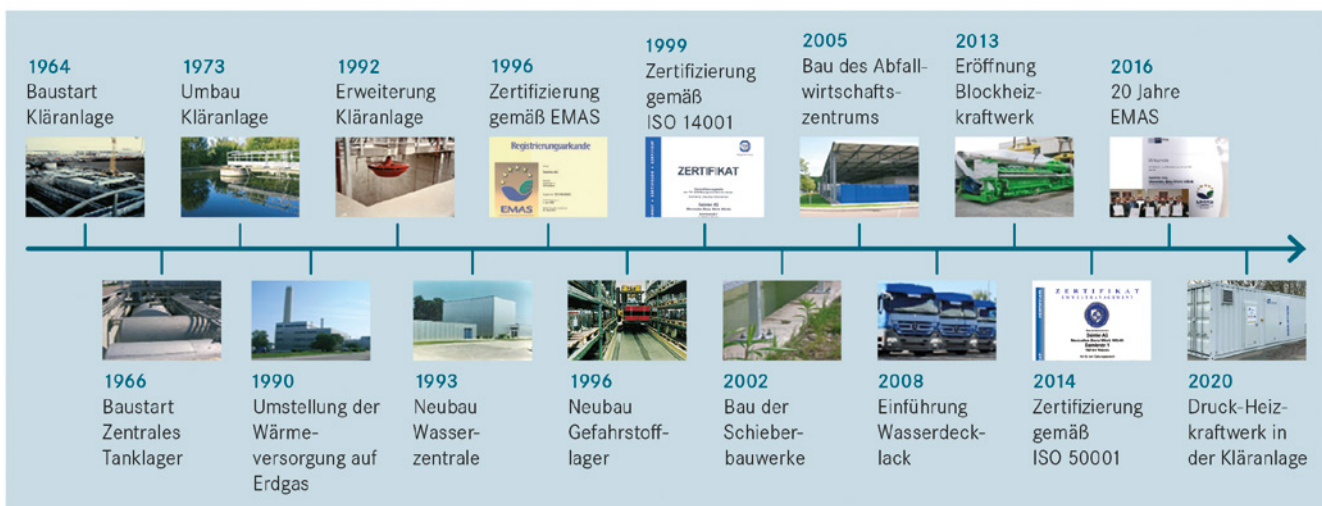 1964
Baustart
Kläranlage
1973
Umbau
Kläranlage
1992
Erweiterung
Kläranlage
1996
Zertifizierung
gemäß EMAS
Registrierungsurkunde
EMAS
1999
Zertifizierung
gemäß
ISO 14001
ZERTIFIKAT
2005
Bau des Abfall-
wirtschafts-
zentrums
2013
Eröffnung
Blockheiz-
kraftwerk
2016
20 Jahre
EMAS
1966
Baustart
Zentrales
Tanklager
1990
Umstellung der
Wärme-
versorgung auf
Erdgas
1993
Neubau
Wasser-
zentrale
1996
Neubau
Gefahrstoff-
lager
2002
Bau der
Schieber-
bauwerke
2008
Einführung
Wasserdeck-
lack
ZERTIFIKAT
Daimler AG
2014
Zertifizierung
gemäß
ISO 50001
2020
Druck-Heiz-
kraftwerk in
der Kläranlage